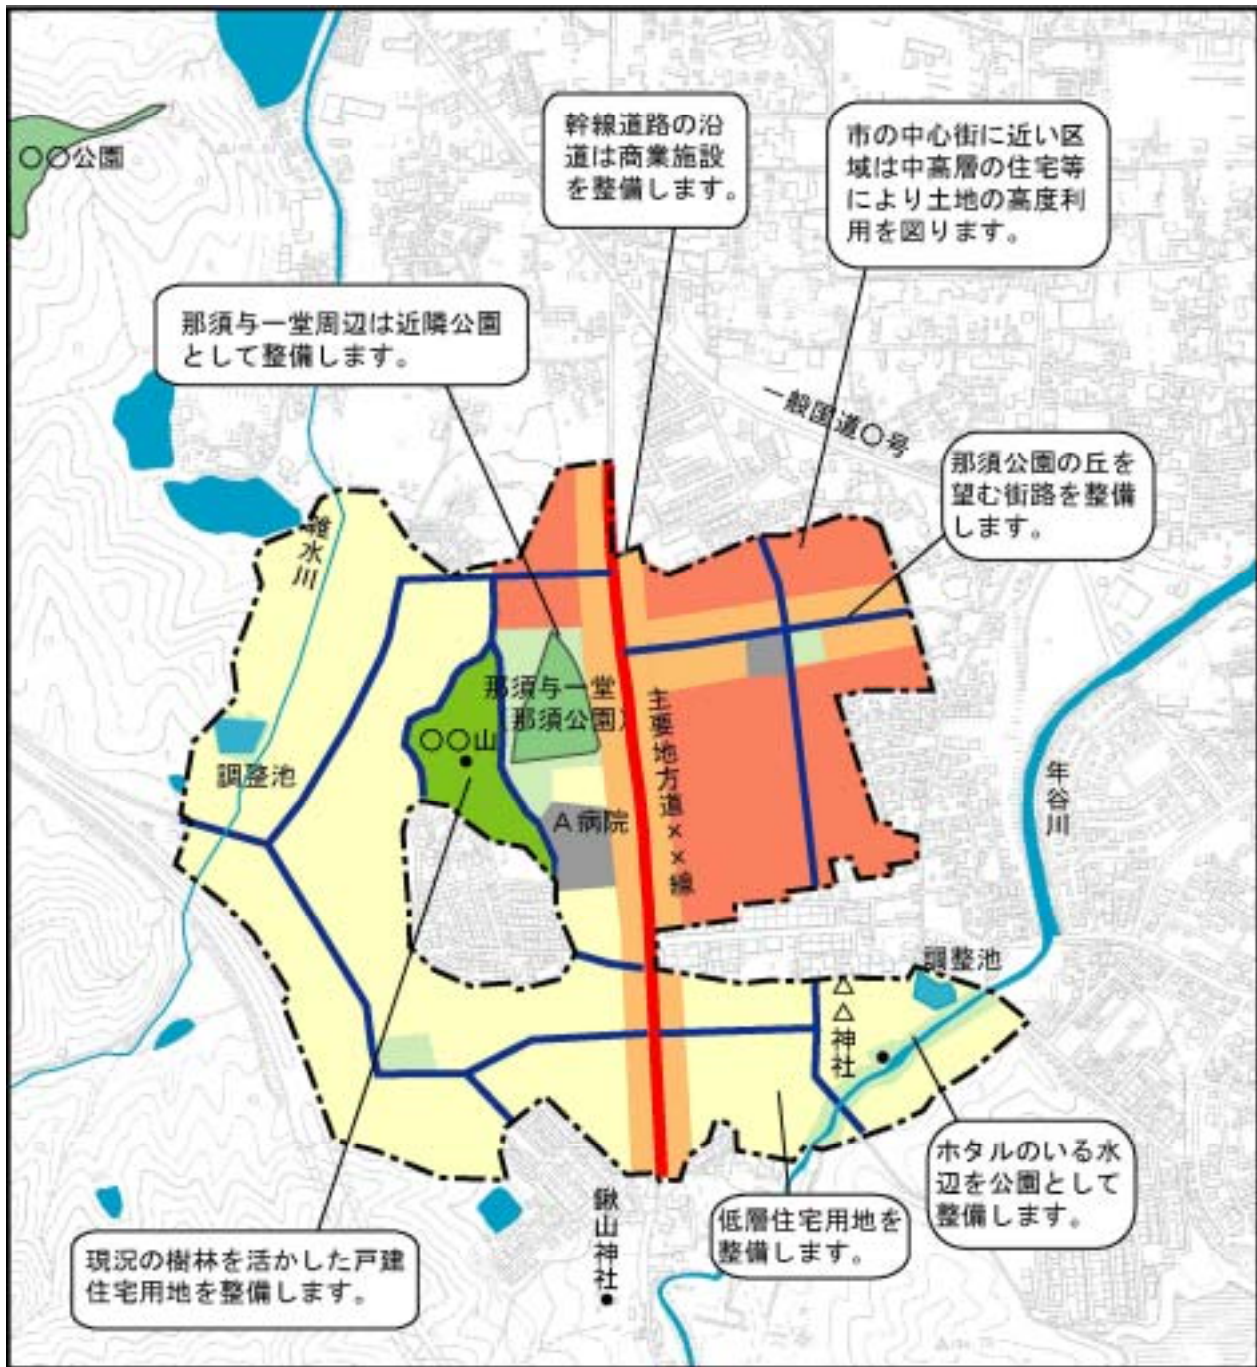 〇〇公園
幹線道路の沿
道は商業施設
を整備します。
市の中心街に近い区
域は中高層の住宅等
により土地の高度利
用を図ります。
那須与一堂周辺は近隣公園
として整備します。
一般国道〇号
那須公園の丘を
望む街路を整備
します。
雑水川
那須与一堂
(那須公園)
〇〇山
主要地方道××線
調整池
A病院
年谷川
調整池
△△神社
ホタルのいる水
辺を公園として
整備します。
低層住宅用地を
整備します。
鍬山神社
現況の樹林を活かした戸建
住宅用地を整備します。